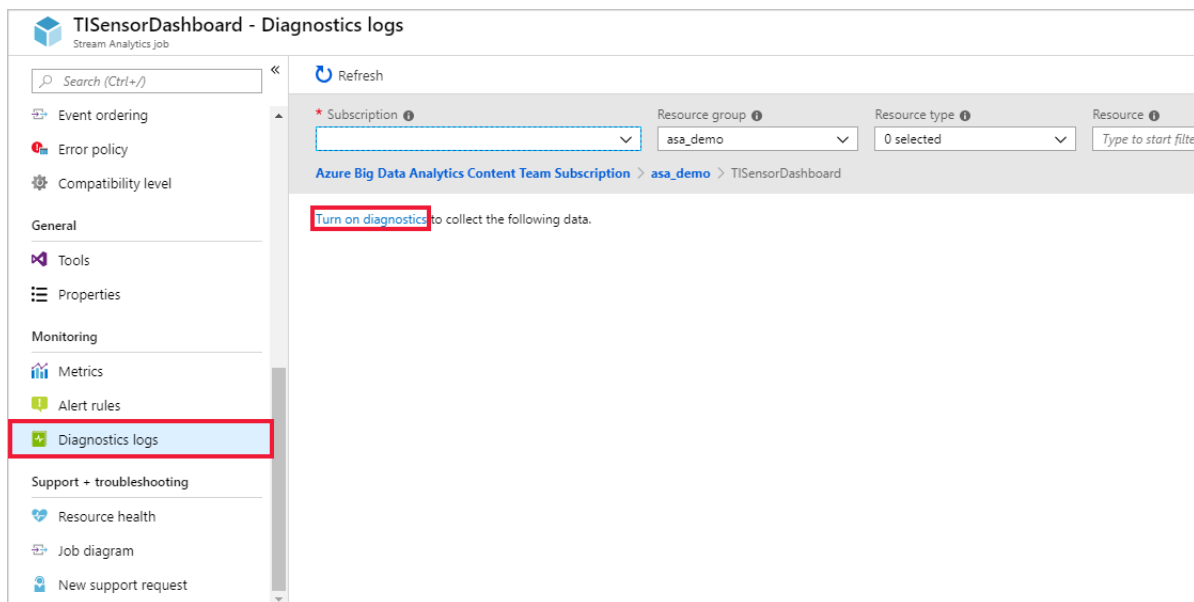 TISensorDashboard - Diagnostics logs
Stream Analytics job
Search (Ctrl+/)
«
Event ordering
Error policy
Compatibility level
General
Tools
Properties
Monitoring
Metrics
Alert rules
Diagnostics logs
Support + troubleshooting
Resource health
Job diagram
New support request
Refresh
* Subscription
Resource group
Resource type
Resource
asa_demo
0 selected
Type to start filte
Azure Big Data Analytics Content Team Subscription > asa_demo > TISensorDashboard
Turn on diagnostics to collect the following data.